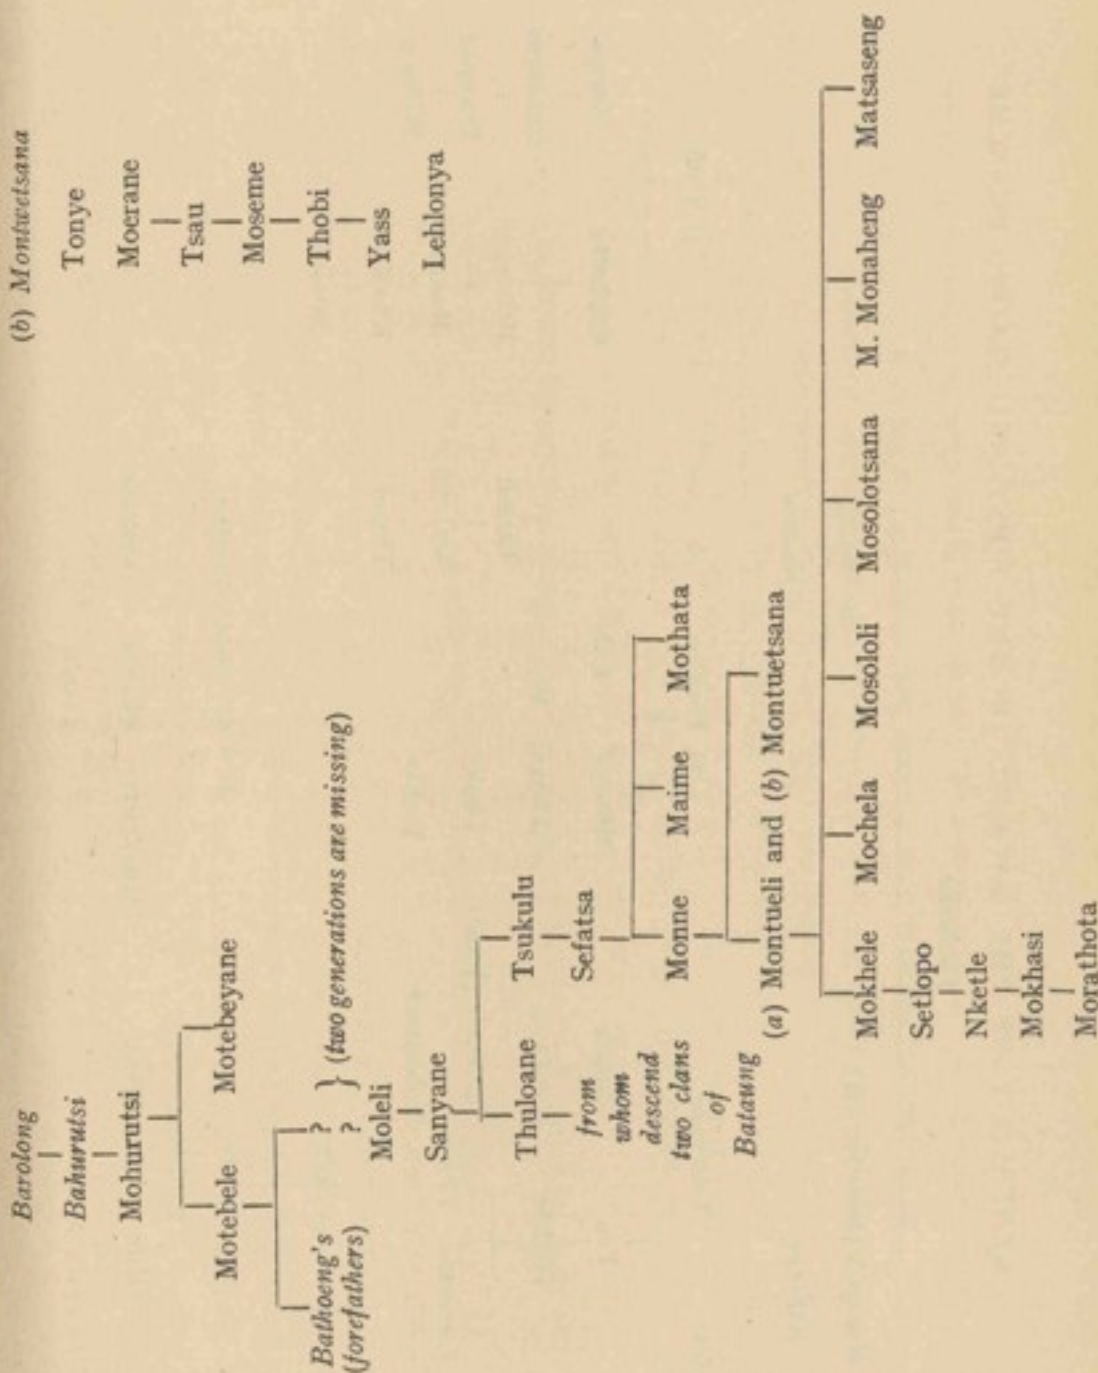 Barolong
Bahurutsi
Mohurutsi
Motebele Motebeyane
Bathoeng's
(forefathers)
?
? } (two generations are missing)
Moleli
Sanyane
Thuloane Tsukulu
from
whom
descend
two clans
of
Bataung
Sefatsa
Monne Maime Mothata
(a) Montueli and (b) Montuetsana
Mokhele Mochela Mosololi Mosolotsana M. Monaheng Matsaseng
Setlopo
Nketle
Mokhasi
Morathota
(b) Montwetsana
Tonye
Moerane
Tsau
Moseme
Thobi
Yass
Lehlonya